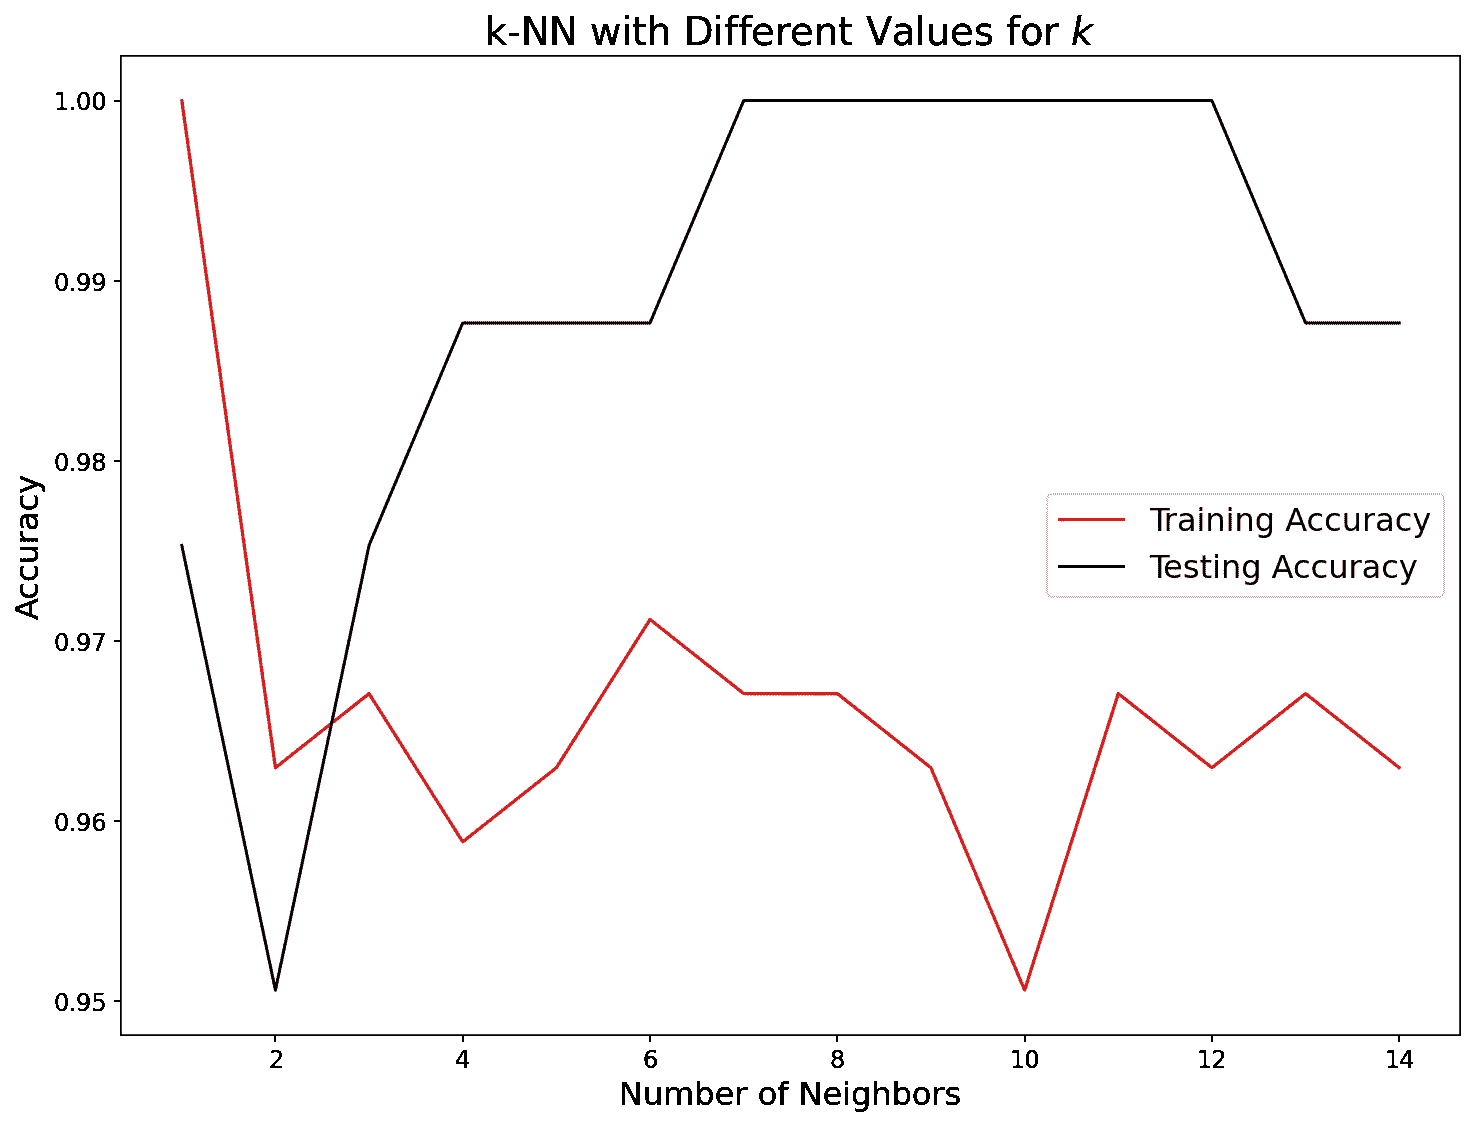 k-NN with Different Values for k
1.00
0.99
0.98
0.97
0.96
0.95
Accuracy
Training Accuracy
Testing Accuracy
2 4 6 8 10 12 14
Number of Neighbors